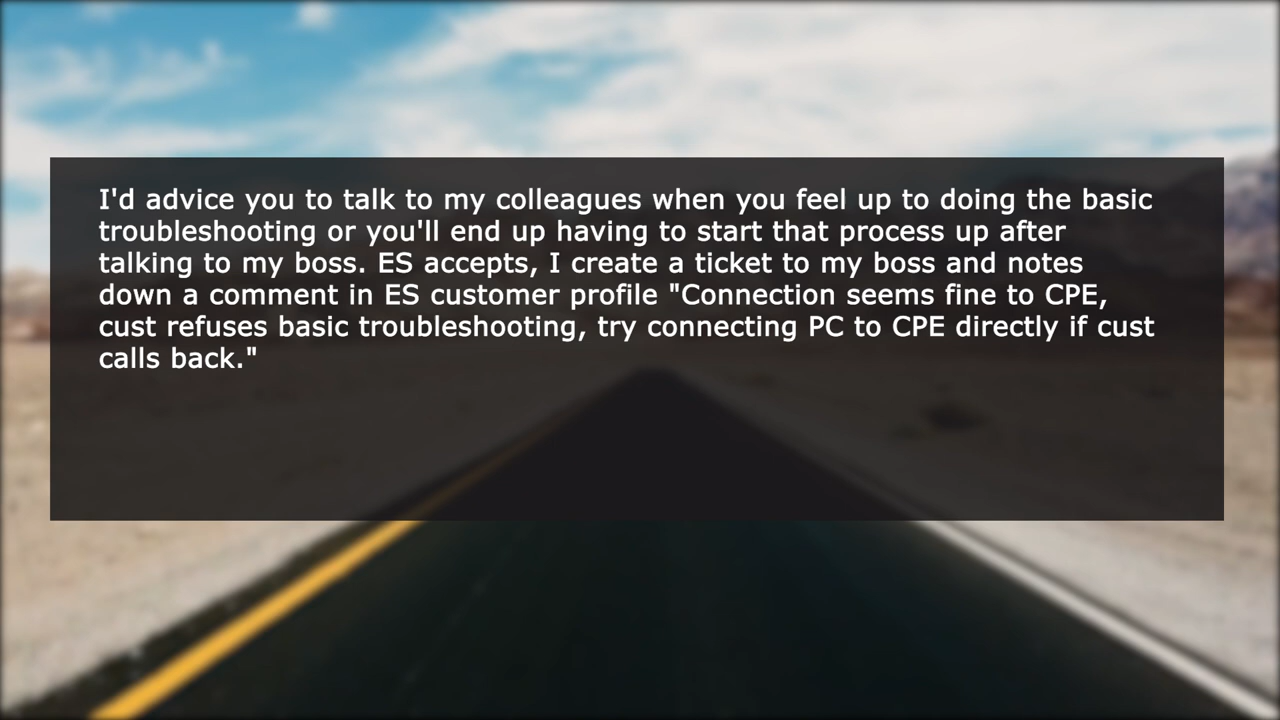 I'd advice you to talk to my colleagues when you feel up to doing the basic
troubleshooting or you'll end up having to start that process up after
talking to my boss. ES accepts, I create a ticket to my boss and notes
down a comment in ES customer profile "Connection seems fine to CPE,
cust refuses basic troubleshooting, try connecting PC to CPE directly if cust
calls back."